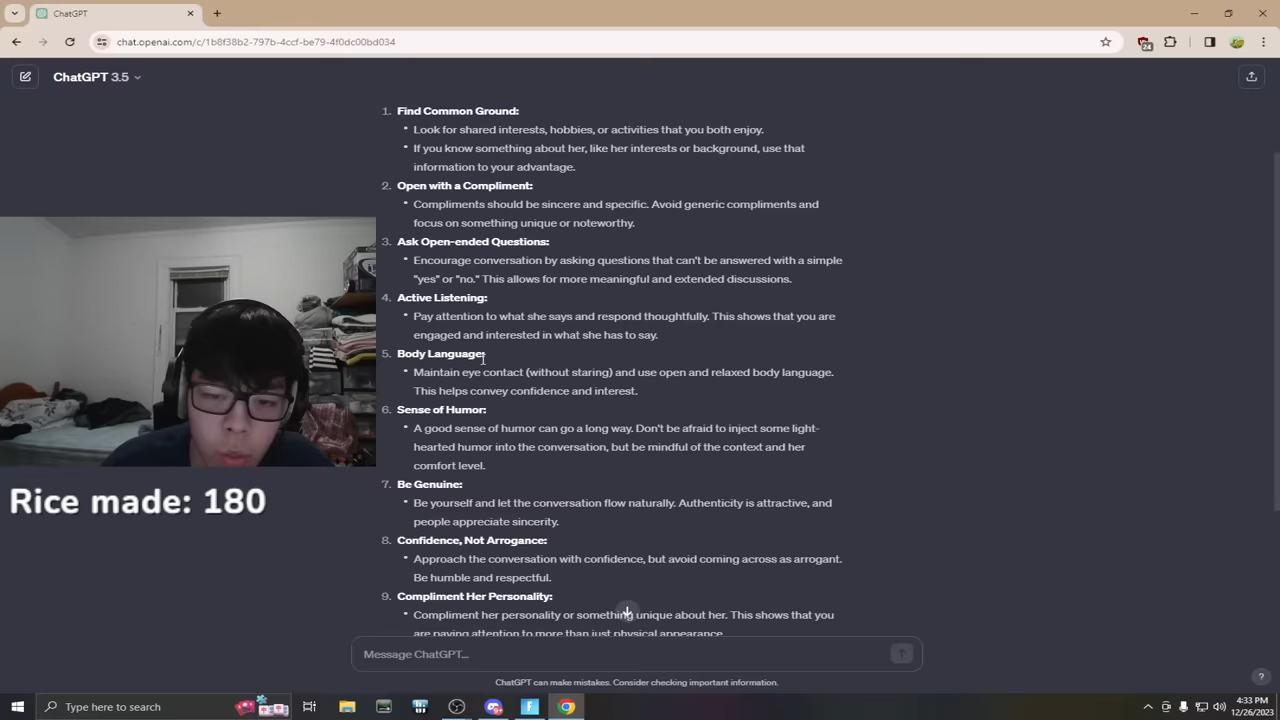 ChatGPT
chat.openai.com/c/1b8f38b2-797b-4ccf-be79-4f0dc00bd034
24
ChatGPT 3.5
1. Find Common Ground:
• Look for shared interests, hobbies, or activities that you both enjoy.
• If you know something about her, like her interests or background, use that
information to your advantage.
2. Open with a Compliment:
• Compliments should be sincere and specific. Avoid generic compliments and
focus on something unique or noteworthy.
3. Ask Open-ended Questions:
• Encourage conversation by asking questions that can't be answered with a simple
"yes" or "no." This allows for more meaningful and extended discussions.
4. Active Listening:
• Pay attention to what she says and respond thoughtfully. This shows that you are
engaged and interested in what she has to say.
5. Body Language:
• Maintain eye contact (without staring) and use open and relaxed body language.
This helps convey confidence and interest.
6. Sense of Humor:
• A good sense of humor can go a long way. Don't be afraid to inject some light-
hearted humor into the conversation, but be mindful of the context and her
comfort level.
7. Be Genuine:
• Be yourself and let the conversation flow naturally. Authenticity is attractive, and
people appreciate sincerity.
8. Confidence, Not Arrogance:
• Approach the conversation with confidence, but avoid coming across as arrogant.
Be humble and respectful.
9. Compliment Her Personality:
• Compliment her personality or something unique about her. This shows that you
are paying attention to more than just physical appearance.
Rice made: 180
Message ChatGPT...
ChatGPT can make mistakes. Consider checking important information.
?
Type here to search
4:33 PM
12/26/2023